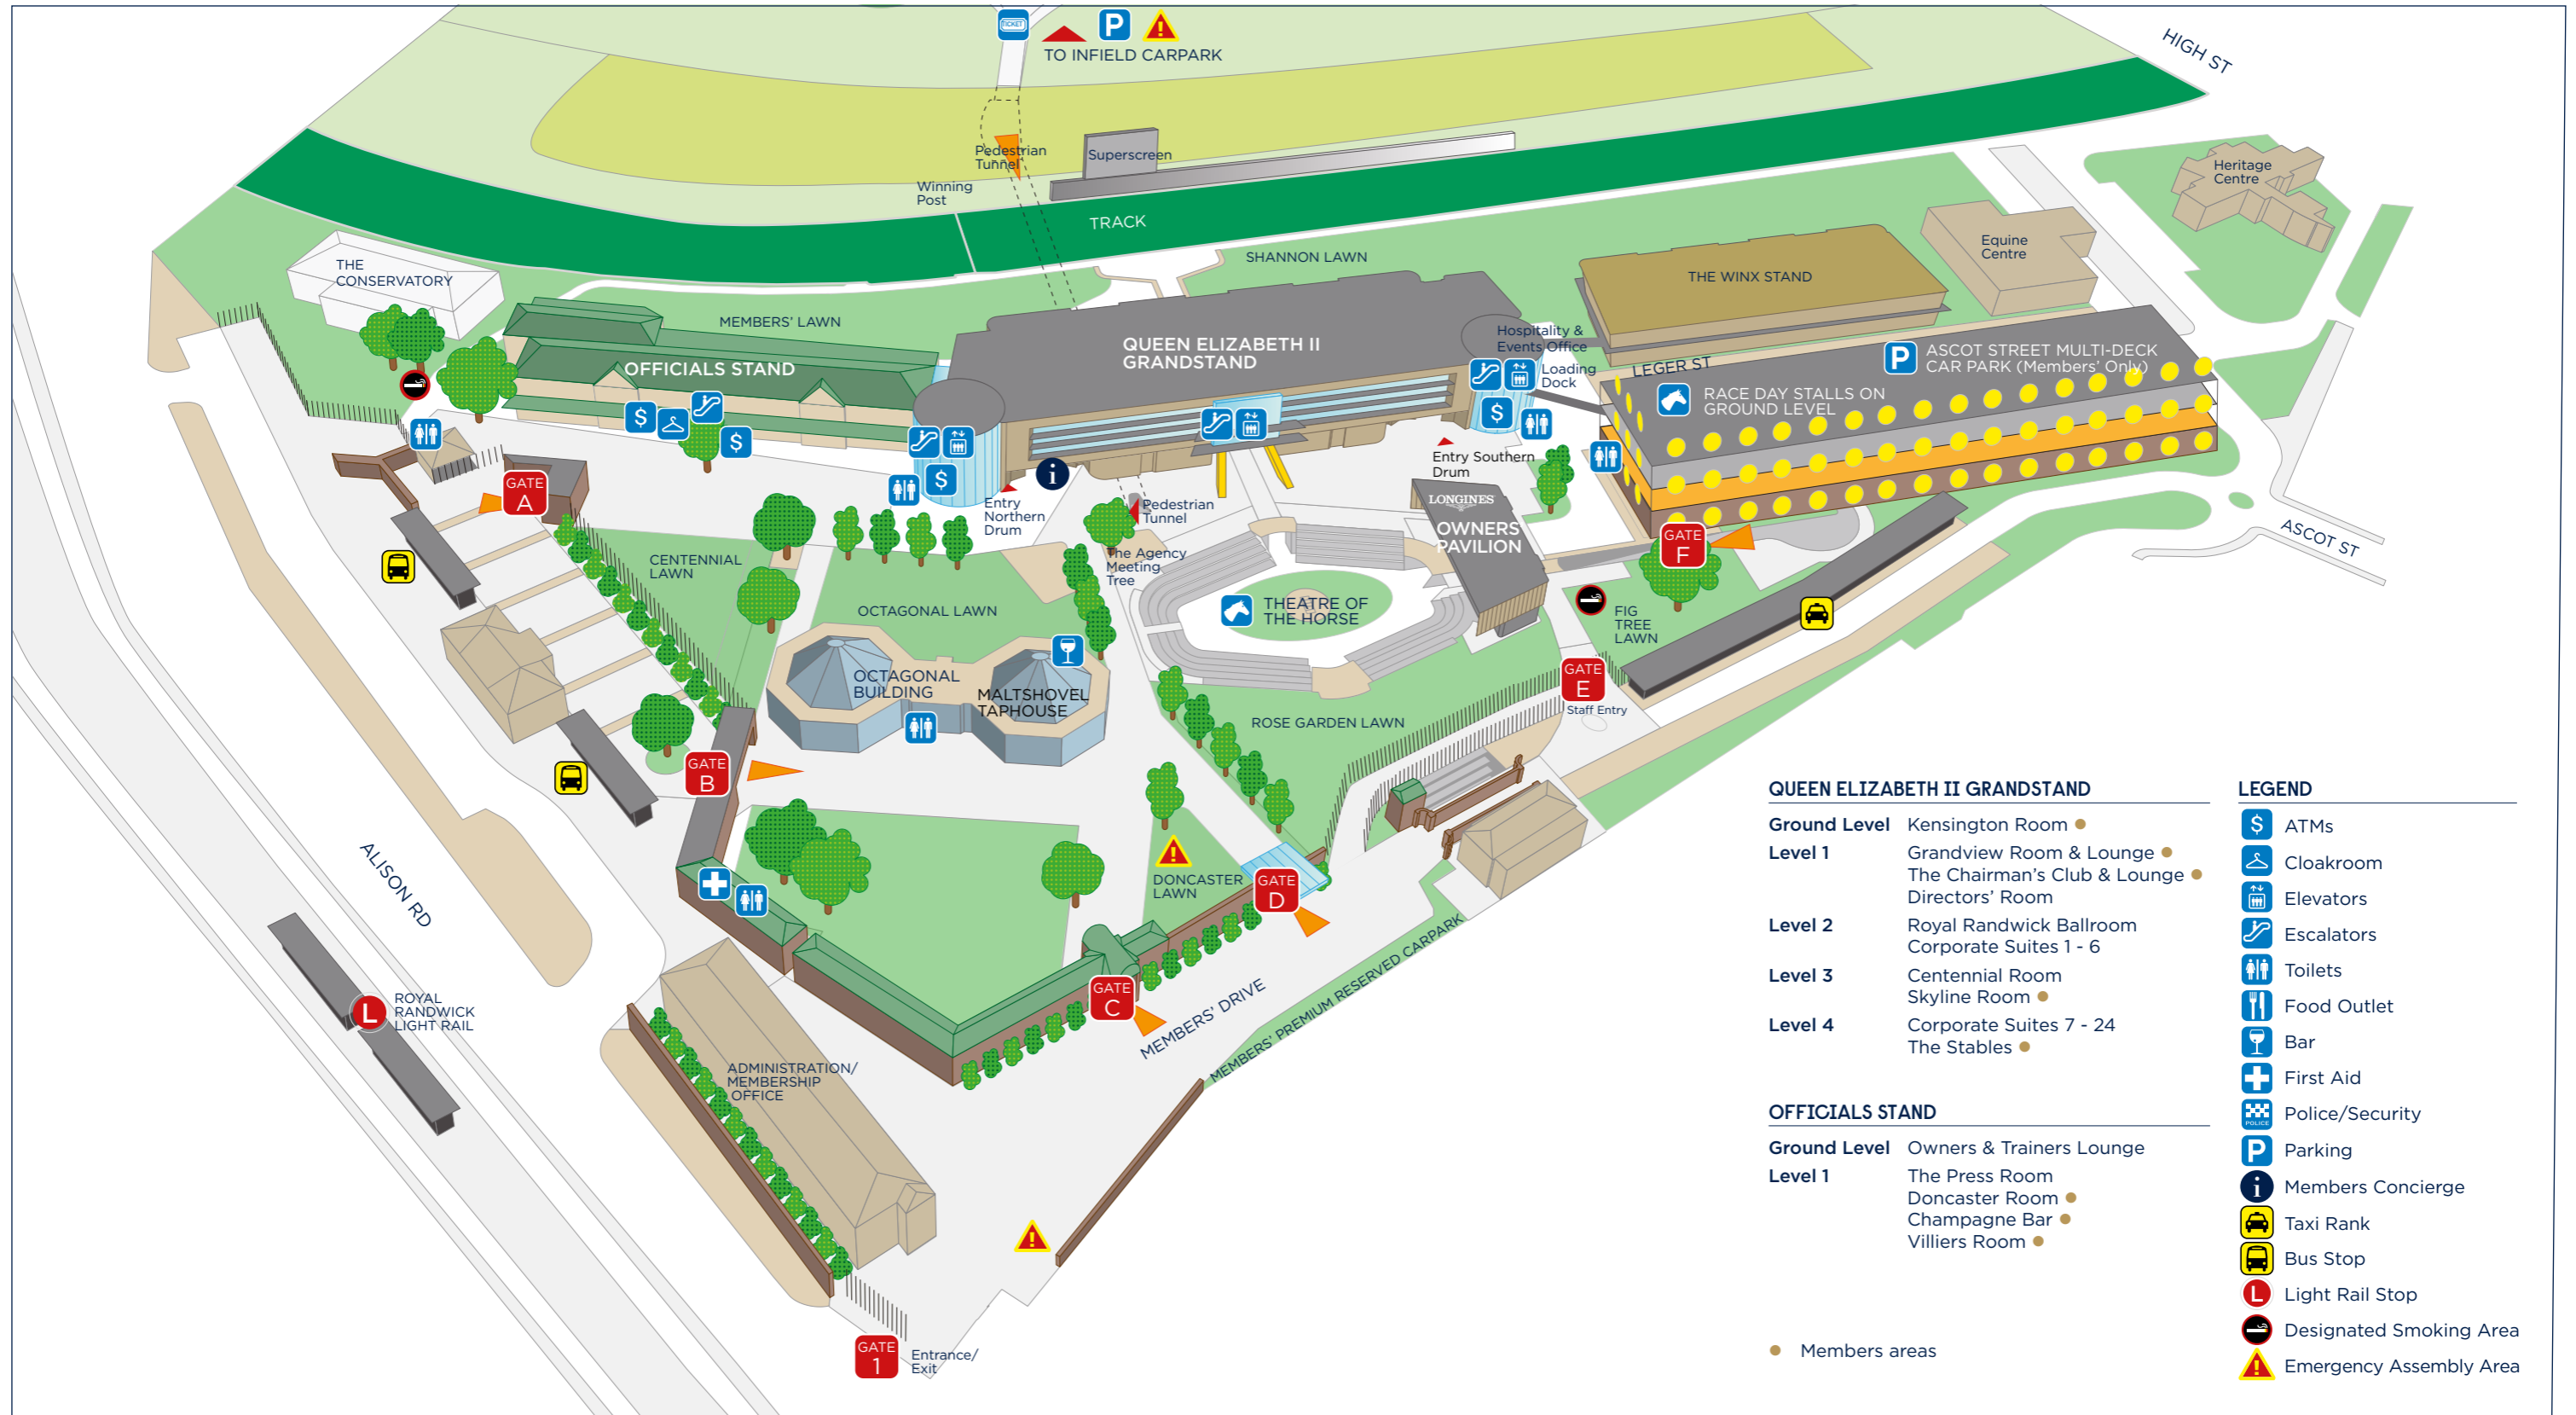 TICKET
P
TO INFIELD CARPARK
HIGH ST
Pedestrian
Tunnel
Superscreen
Winning
Post
TRACK
Heritage
Centre
Equine
Centre
SHANNON LAWN
THE WINX STAND
THE
CONSERVATORY
MEMBERS' LAWN
OFFICIALS STAND
QUEEN ELIZABETH II
GRANDSTAND
Hospitality &
Events Office
Loading
Dock
LEGER ST
P
ASCOT STREET MULTI-DECK
CAR PARK (Members' Only)
RACE DAY STALLS ON
GROUND LEVEL
$
$
$
$
i
Entry Southern
Drum
Entry
Northern
Drum
Pedestrian
Tunnel
GATE
A
LONGINES
OWNERS'
PAVILION
GATE
F
ASCOT ST
The Agency
Meeting
Tree
CENTENNIAL
LAWN
OCTAGONAL LAWN
THEATRE OF
THE HORSE
FIG
TREE
LAWN
OCTAGONAL
BUILDING
MALTSHOVEL
TAPHOUSE
GATE
E
Staff Entry
ROSE GARDEN LAWN
GATE
B
DONCASTER
LAWN
GATE
D
ALISON RD
GATE
C
MEMBERS' DRIVE
MEMBERS' PREMIUM RESERVED CARPARK
L
ROYAL
RANDWICK
LIGHT RAIL
ADMINISTRATION/
MEMBERSHIP
OFFICE
GATE
1
Entrance/
Exit
QUEEN ELIZABETH II GRANDSTAND
Ground Level Kensington Room
Level 1 Grandview Room & Lounge
The Chairman's Club & Lounge
Directors' Room
Level 2 Royal Randwick Ballroom
Corporate Suites 1 - 6
Level 3 Centennial Room
Skyline Room
Level 4 Corporate Suites 7 - 24
The Stables
OFFICIALS STAND
Ground Level Owners & Trainers Lounge
Level 1 The Press Room
Doncaster Room
Champagne Bar
Villiers Room
Members areas
LEGEND
$ ATMs
Cloakroom
Elevators
Escalators
Toilets
Food Outlet
Bar
First Aid
POLICE Police/Security
P Parking
i Members Concierge
Taxi Rank
Bus Stop
L Light Rail Stop
Designated Smoking Area
Emergency Assembly Area